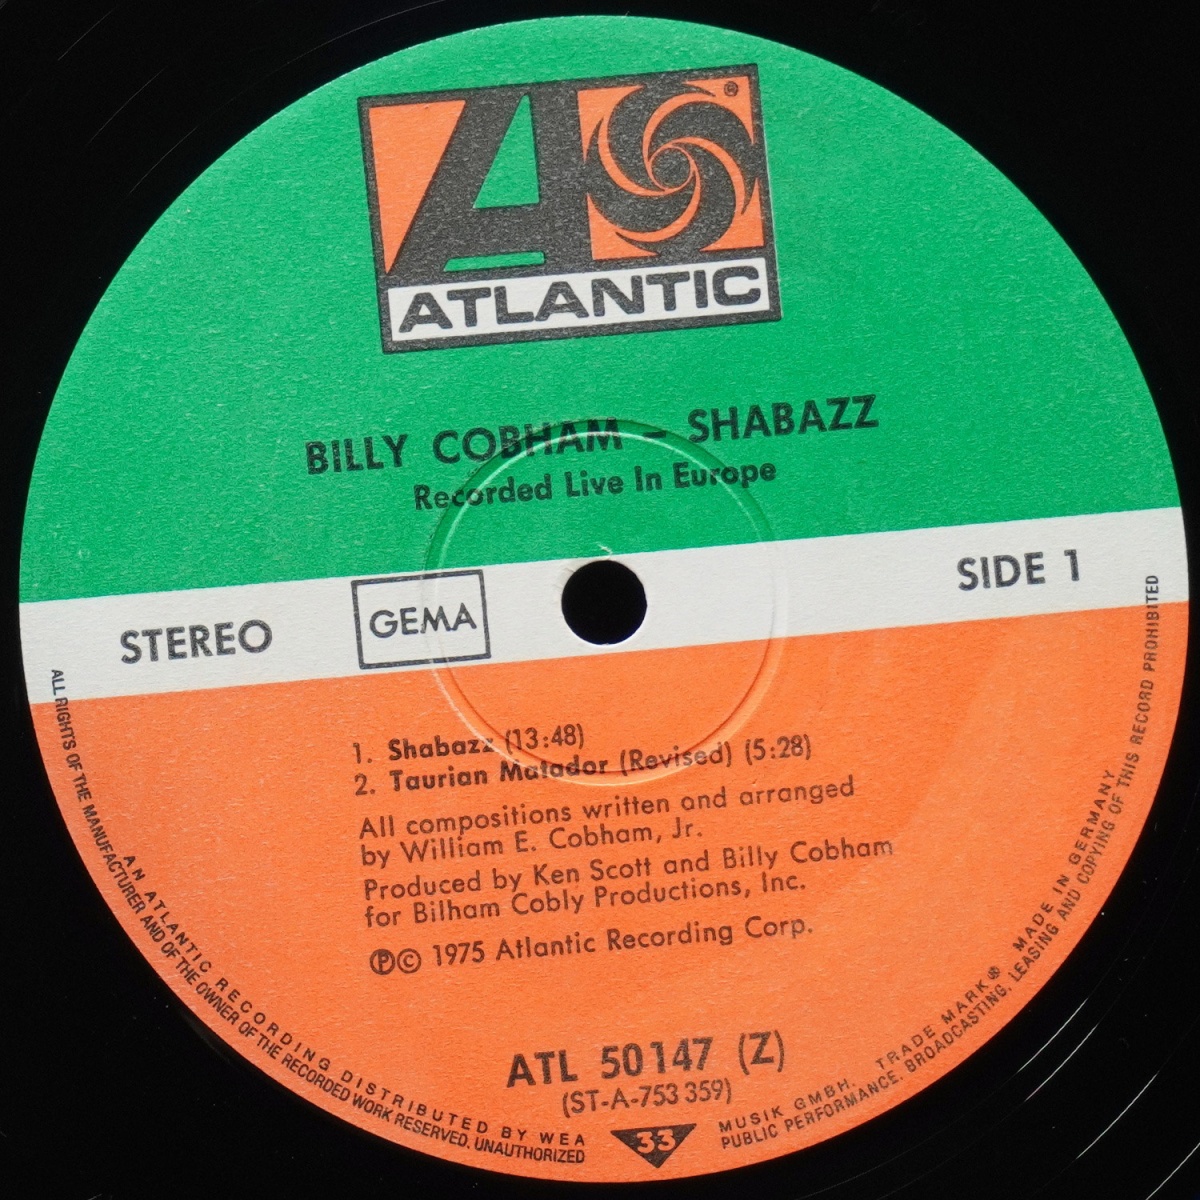 ®
ATLANTIC
BILLY COBHAM – SHABAZZ
Recorded Live In Europe
STEREO
GEMA
SIDE 1
1. Shabazz (13:48)
2. Taurian Matador (Revised) (5:28)
All compositions written and arranged
by William E. Cobham, Jr.
Produced by Ken Scott and Billy Cobham
for Bilham Cobly Productions, Inc.
℗© 1975 Atlantic Recording Corp.
ATL 50147 (Z)
(ST-A-753 359)
33
AN ATLANTIC RECORDING DISTRIBUTED BY WEA MUSIK GMBH. TRADE MARK® MADE IN GERMANY
ALL RIGHTS OF THE MANUFACTURER AND OF THE OWNER OF THE RECORDED WORK RESERVED. UNAUTHORIZED PUBLIC PERFORMANCE. BROADCASTING. LEASING AND COPYING OF THIS RECORD PROHIBITED